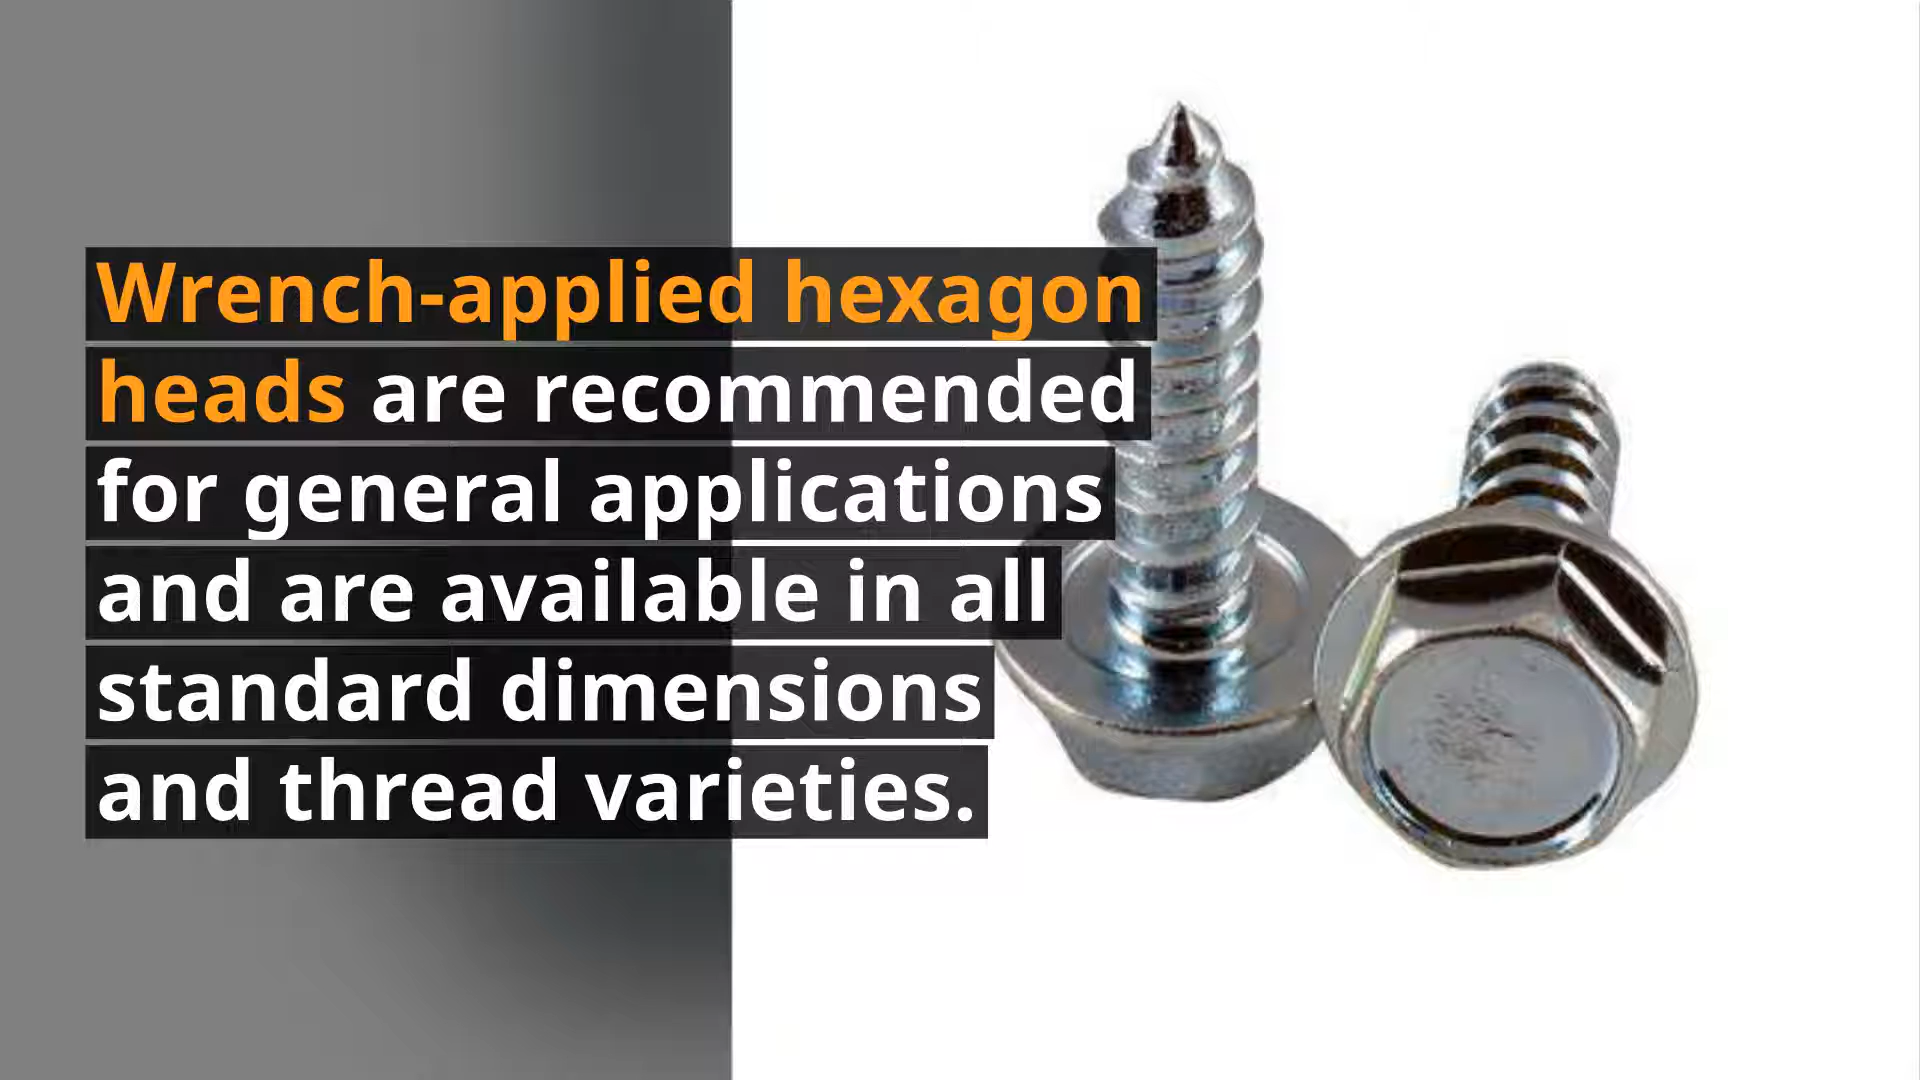 Wrench-applied hexagon
heads are recommended
for general applications
and are available in all
standard dimensions
and thread varieties.